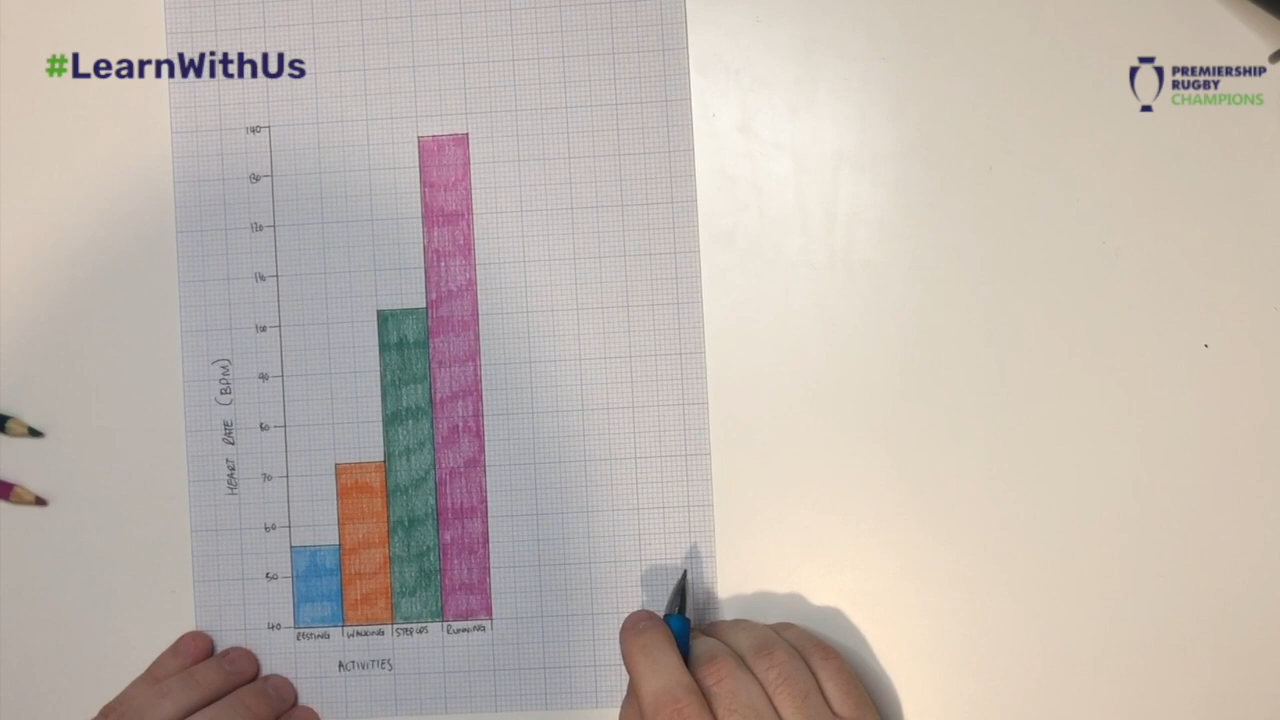 #LearnWithUs
PREMIERSHIP
RUGBY
CHAMPIONS
140
130
120
110
100
90
80
70
60
50
40
HEART RATE (BPM)
RESTING WALKING STEP UPS RUNNING
ACTIVITIES